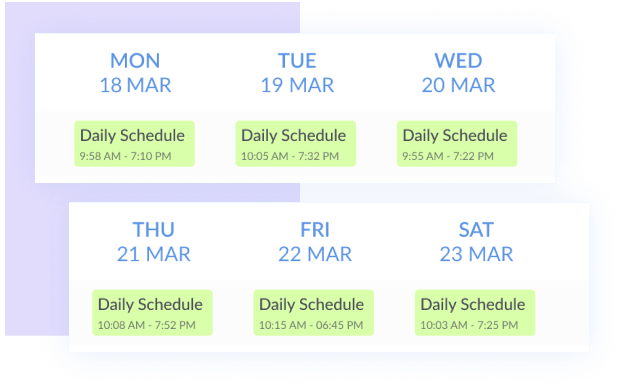 MON TUE WED
18 MAR 19 MAR 20 MAR
Daily Schedule Daily Schedule Daily Schedule
9:58 AM - 7:10 PM 10:05 AM - 7:32 PM 9:55 AM - 7:22 PM
THU FRI SAT
21 MAR 22 MAR 23 MAR
Daily Schedule Daily Schedule Daily Schedule
10:08 AM - 7:52 PM 10:15 AM - 06:45 PM 10:03 AM - 7:25 PM